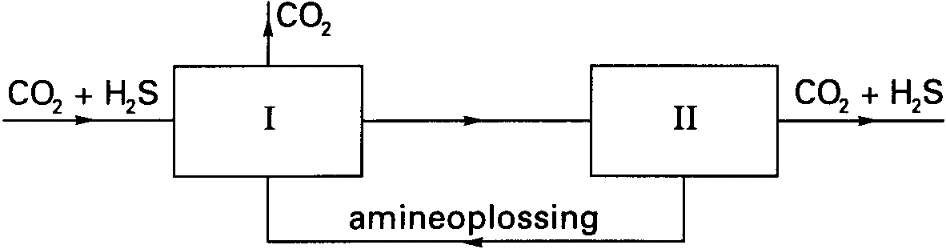 CO₂
CO₂ + H₂S
I
II
CO₂ + H₂S
amineoplossing